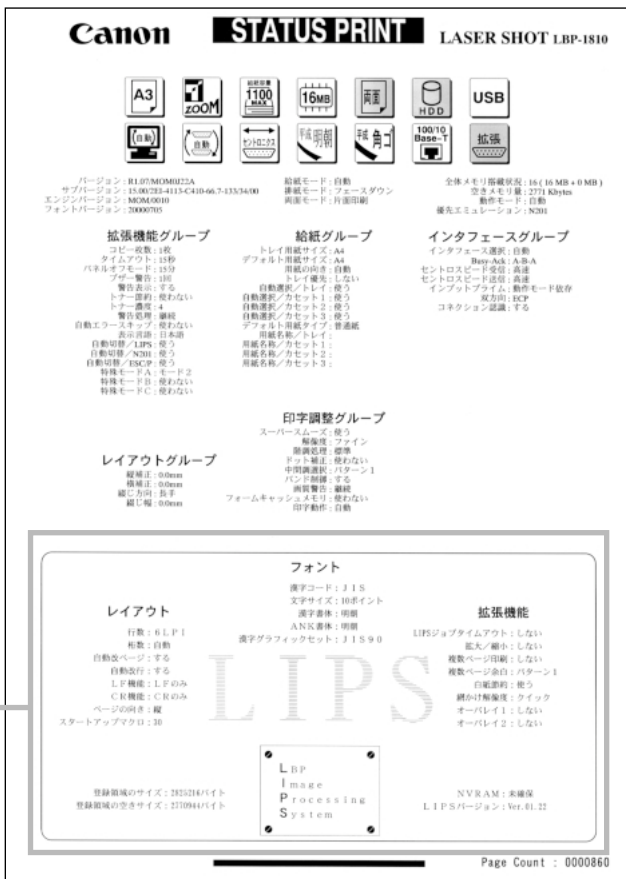 Canon STATUS PRINT LASER SHOT LBP-1810
A3 ZOOM 給紙容量 1100 MAX 16MB 両面 HDD USB
自動 自動 セントロニクス 平成 明朝 平成 角ゴ 100/10 Base-T 拡張
バージョン : R1.07/MOM0J22A
サブバージョン : 15.00/2EI-4113-C410-66.7-133/34/00
エンジンバージョン : MOM/0010
フォントバージョン : 20000705
給紙モード : 自動
排紙モード : フェースダウン
両面モード : 片面印刷
全体メモリ搭載状況 : 16 ( 16 MB + 0 MB )
空きメモリ量 : 2771 Kbytes
動作モード : 自動
優先エミュレーション : N201
拡張機能グループ
コピー枚数 : 1枚
タイムアウト : 15秒
パネルオフモード : 15分
ブザー警告 : 1回
警告表示 : する
トナー節約 : 使わない
トナー濃度 : 4
警告処理 : 継続
自動エラースキップ : 使わない
表示言語 : 日本語
自動切替/LIPS : 使う
自動切替/N201 : 使う
自動切替/ESC/P : 使う
特殊モードA : モード2
特殊モードB : 使わない
特殊モードC : 使わない
給紙グループ
トレイ用紙サイズ : A4
デフォルト用紙サイズ : A4
用紙の向き : 自動
トレイ優先 : しない
自動選択/トレイ : 使う
自動選択/カセット1 : 使う
自動選択/カセット2 : 使う
自動選択/カセット3 : 使う
デフォルト用紙タイプ : 普通紙
用紙名称/トレイ :
用紙名称/カセット1 :
用紙名称/カセット2 :
用紙名称/カセット3 :
インタフェースグループ
インタフェース選択 : 自動
Busy-Ack : A-B-A
セントロスピード受信 : 高速
セントロスピード送信 : 高速
インプットプライム : 動作モード依存
双方向 : ECP
コネクション認識 : する
レイアウトグループ
縦補正 : 0.0mm
横補正 : 0.0mm
綴じ方向 : 長手
綴じ幅 : 0.0mm
印字調整グループ
スーパースムーズ : 使う
解像度 : ファイン
階調処理 : 標準
ドット補正 : 使わない
中間調選択 : パターン1
バンド制御 : する
画質警告 : 継続
フォームキャッシュメモリ : 使わない
印字動作 : 自動
フォント
漢字コード : JIS
文字サイズ : 10ポイント
漢字書体 : 明朝
ANK書体 : 明朝
漢字グラフィックセット : JIS90
レイアウト
行数 : 6LPI
桁数 : 自動
自動改ページ : する
自動改行 : する
LF機能 : LFのみ
CR機能 : CRのみ
ページの向き : 縦
スタートアップマクロ : 30
拡張機能
LIPSジョブタイムアウト : しない
拡大/縮小 : しない
複数ページ印刷 : しない
複数ページ余白 : パターン1
白紙節約 : 使う
網かけ解像度 : クイック
オーバレイ1 : しない
オーバレイ2 : しない
LIPS
LBP
Image
Processing
System
登録領域のサイズ : 2825216バイト
登録領域の空きサイズ : 2770944バイト
NVRAM : 未確保
LIPSバージョン : Ver.01.22
Page Count : 0000860